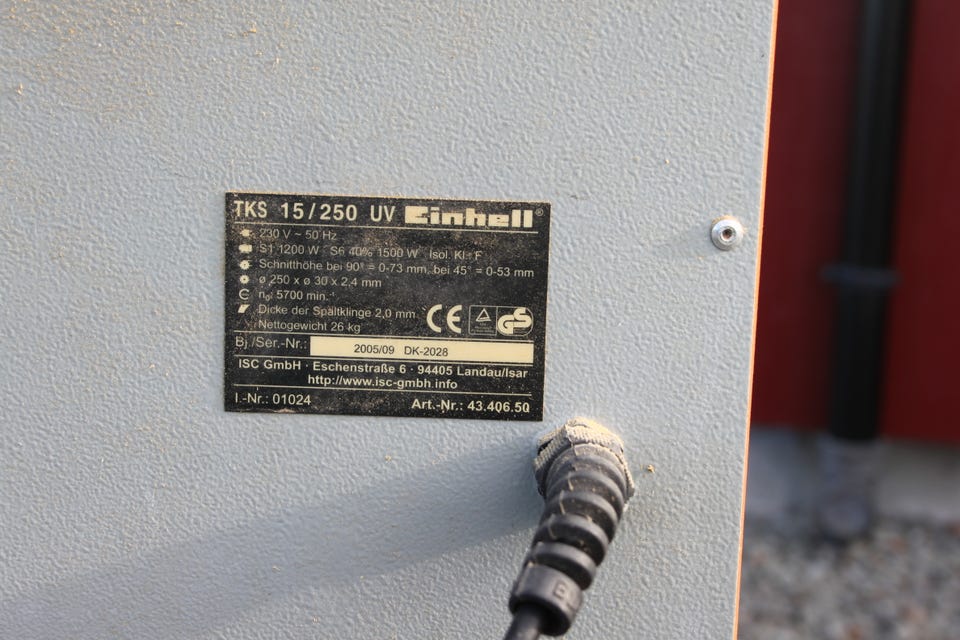 TKS 15/250 UV Einhell®
230 V ~ 50 Hz
S1 1200 W S6 40% 1500 W Isol. Kl.: F
Schnitthöhe bei 90° = 0-73 mm, bei 45° = 0-53 mm
ø 250 x ø 30 x 2,4 mm
n₀: 5700 min.⁻¹
Dicke der Spaltklinge 2,0 mm
Nettogewicht 26 kg
CE GS
Bj./Ser.-Nr.: 2005/09 DK-2028
ISC GmbH · Eschenstraße 6 · 94405 Landau/Isar
http://www.isc-gmbh.info
I.-Nr.: 01024 Art.-Nr.: 43.406.50